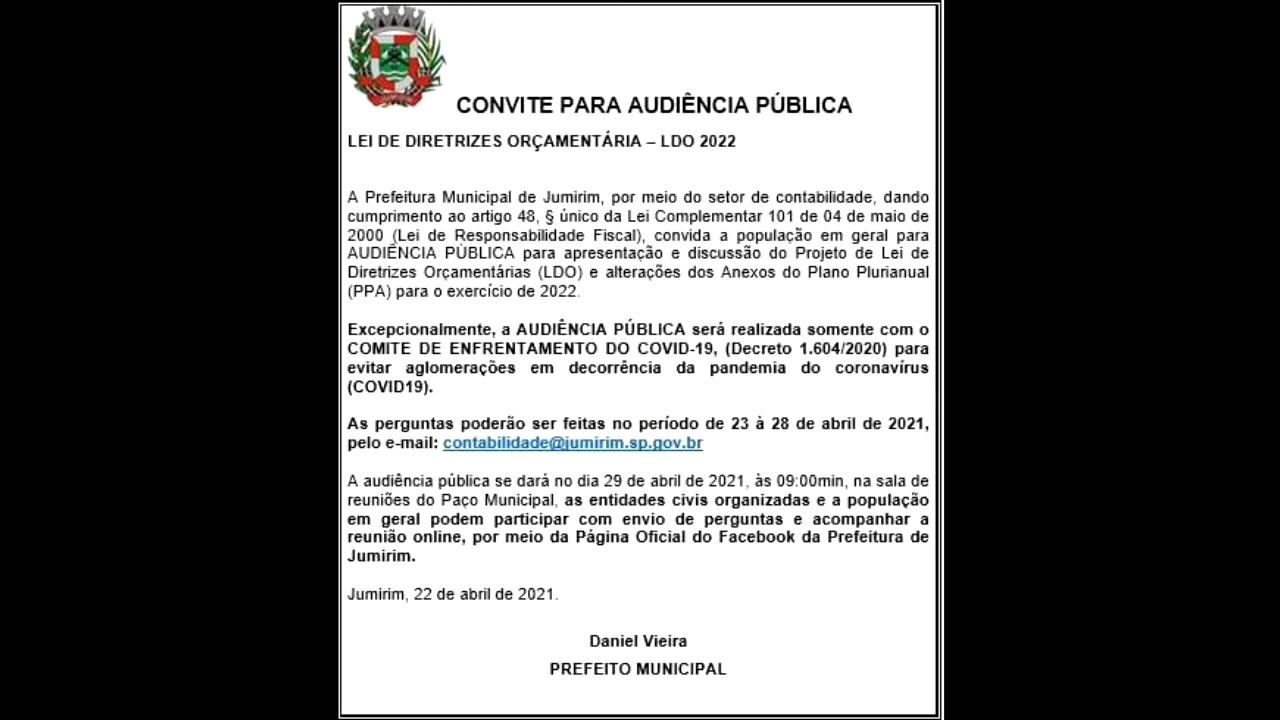 CONVITE PARA AUDIÊNCIA PÚBLICA
LEI DE DIRETRIZES ORÇAMENTÁRIA – LDO 2022
A Prefeitura Municipal de Jumirim, por meio do setor de contabilidade, dando
cumprimento ao artigo 48, § único da Lei Complementar 101 de 04 de maio de
2000 (Lei de Responsabilidade Fiscal), convida a população em geral para
AUDIÊNCIA PÚBLICA para apresentação e discussão do Projeto de Lei de
Diretrizes Orçamentárias (LDO) e alterações dos Anexos do Plano Plurianual
(PPA) para o exercício de 2022.
Excepcionalmente, a AUDIÊNCIA PÚBLICA será realizada somente com o
COMITE DE ENFRENTAMENTO DO COVID-19, (Decreto 1.604/2020) para
evitar aglomerações em decorrência da pandemia do coronavírus
(COVID19).
As perguntas poderão ser feitas no período de 23 à 28 de abril de 2021,
pelo e-mail: contabilidade@jumirim.sp.gov.br
A audiência pública se dará no dia 29 de abril de 2021, às 09:00min, na sala de
reuniões do Paço Municipal, as entidades civis organizadas e a população
em geral podem participar com envio de perguntas e acompanhar a
reunião online, por meio da Página Oficial do Facebook da Prefeitura de
Jumirim.
Jumirim, 22 de abril de 2021.
Daniel Vieira
PREFEITO MUNICIPAL